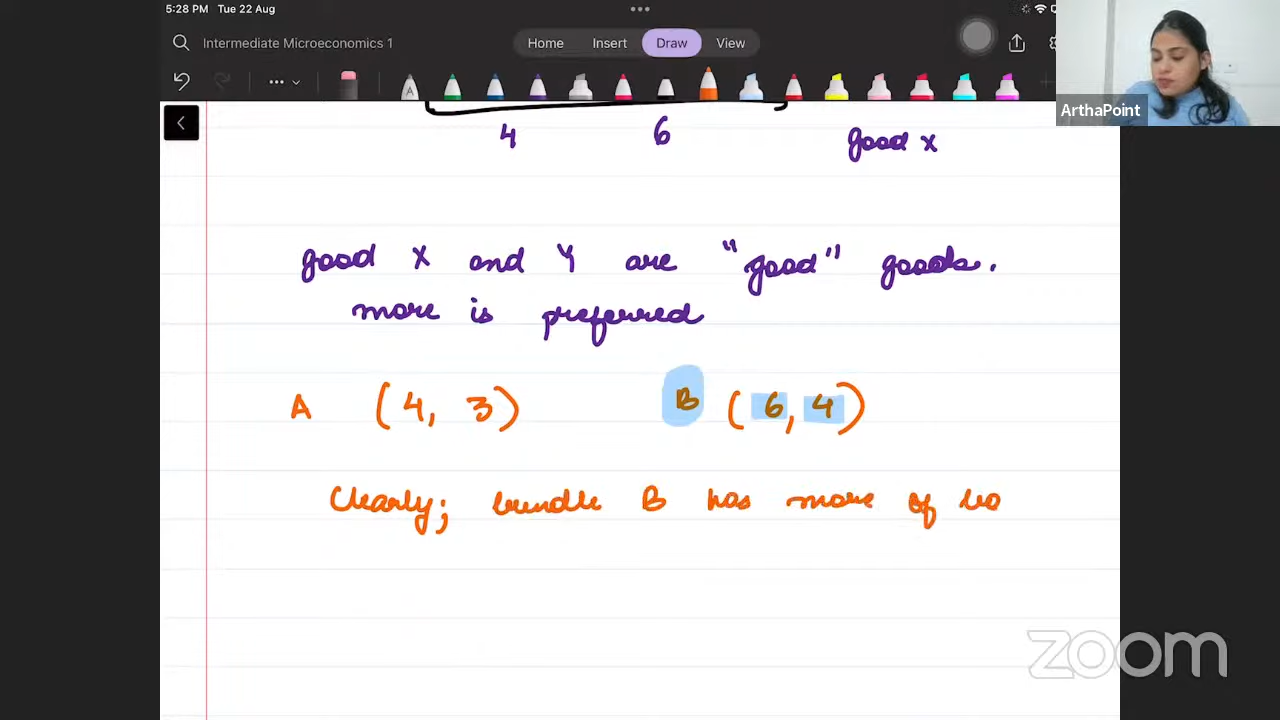 5:28 PM Tue 22 Aug
Intermediate Microeconomics 1
Home Insert Draw View
ArthaPoint
4 6 good x
good X and Y are "good" goods.
more is preferred
A (4, 3) B (6, 4)
Clearly; bundle B has more of bo
zoom